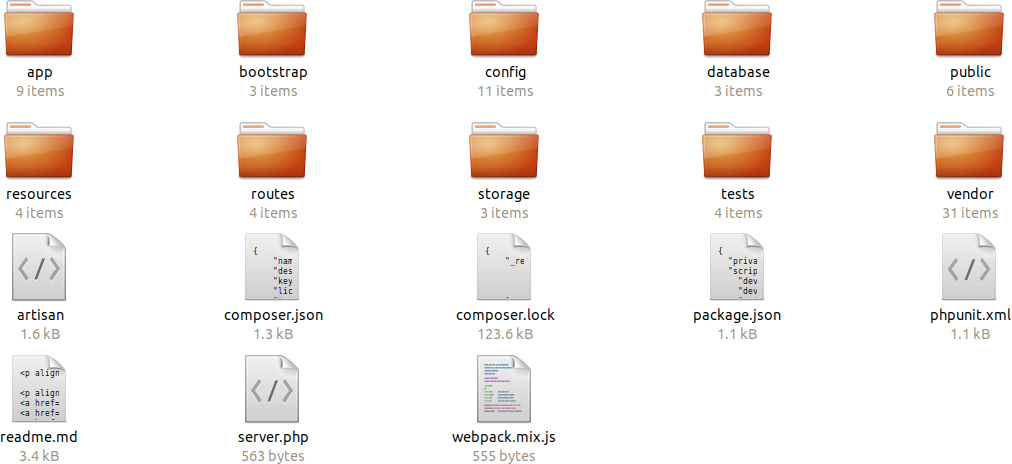 app bootstrap config database public
9 items 3 items 11 items 3 items 6 items
resources routes storage tests vendor
4 items 4 items 3 items 4 items 31 items
{
"nam
"des
"key
"lic
{
"_re
{
"priva
"scrip
"dev
"dev
artisan composer.json composer.lock package.json phpunit.xml
1.6 kB 1.3 kB 123.6 kB 1.1 kB 1.1 kB
<p align
<p align
<a href=
<a href=
readme.md server.php webpack.mix.js
3.4 kB 563 bytes 555 bytes